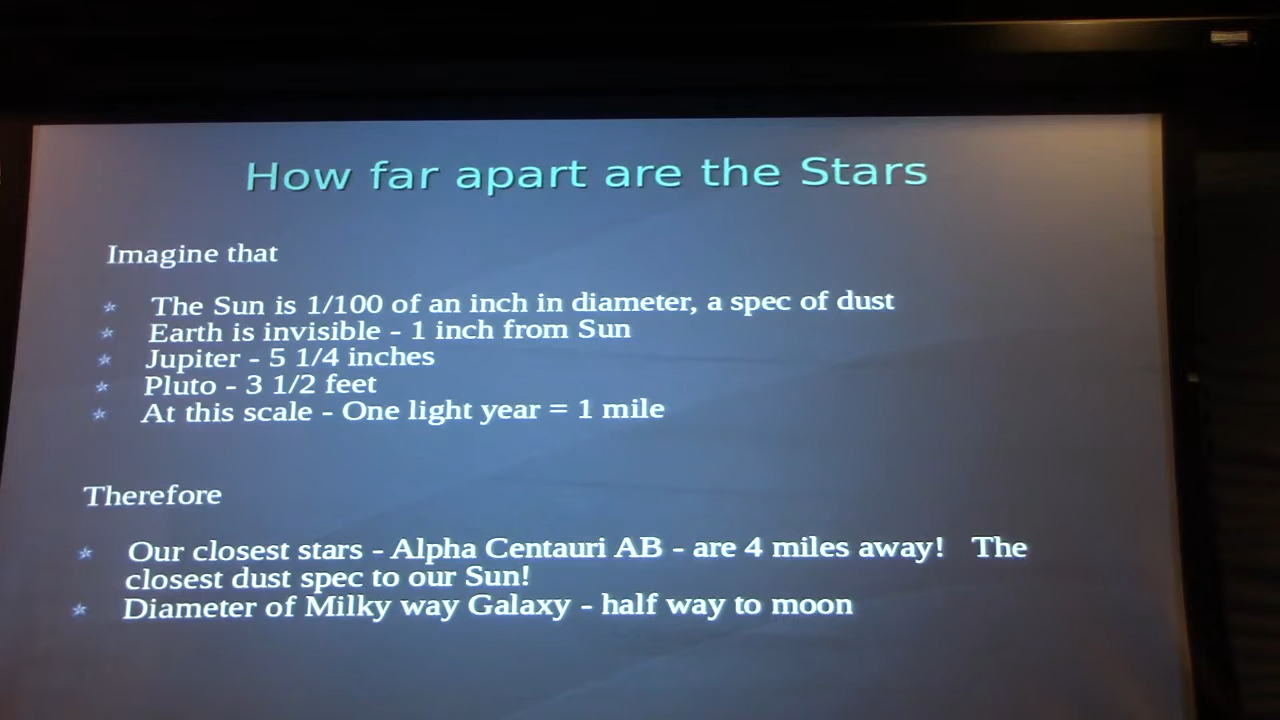 How far apart are the Stars
Imagine that
The Sun is 1/100 of an inch in diameter, a spec of dust
Earth is invisible - 1 inch from Sun
Jupiter - 5 1/4 inches
Pluto - 3 1/2 feet
At this scale - One light year = 1 mile
Therefore
Our closest stars - Alpha Centauri AB - are 4 miles away! The
closest dust spec to our Sun!
Diameter of Milky way Galaxy - half way to moon